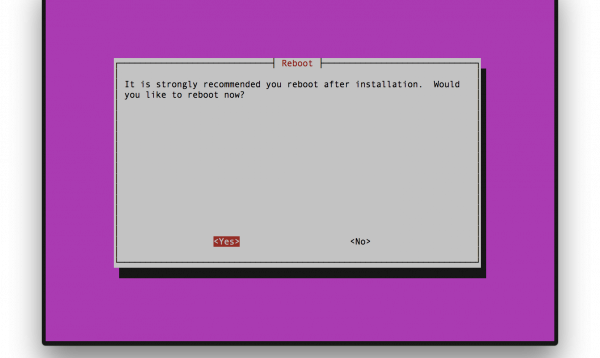 Reboot
It is strongly recommended you reboot after installation.  Would
you like to reboot now?
<Yes> <No>